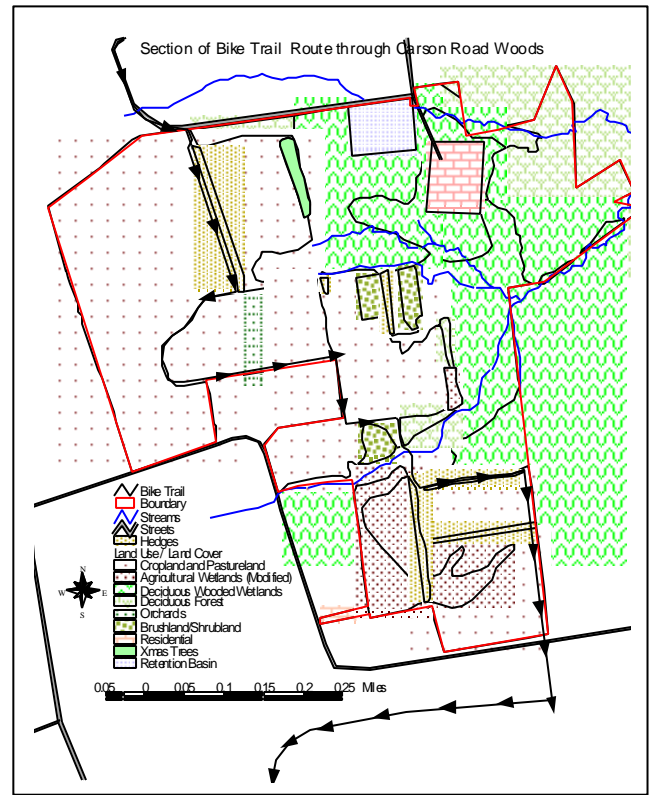 Section of Bike Trail Route through Carson Road Woods
Bike Trail
Boundary
Streams
Streets
Hedges
Land Use / Land Cover
Cropland and Pastureland
Agricultural Wetlands (Modified)
Deciduous Wooded Wetlands
Deciduous Forest
Orchards
Brushland/Shrubland
Residential
Xmas Trees
Retention Basin
N
W E
S
0.05 0 0.05 0.1 0.15 0.2 0.25 Miles